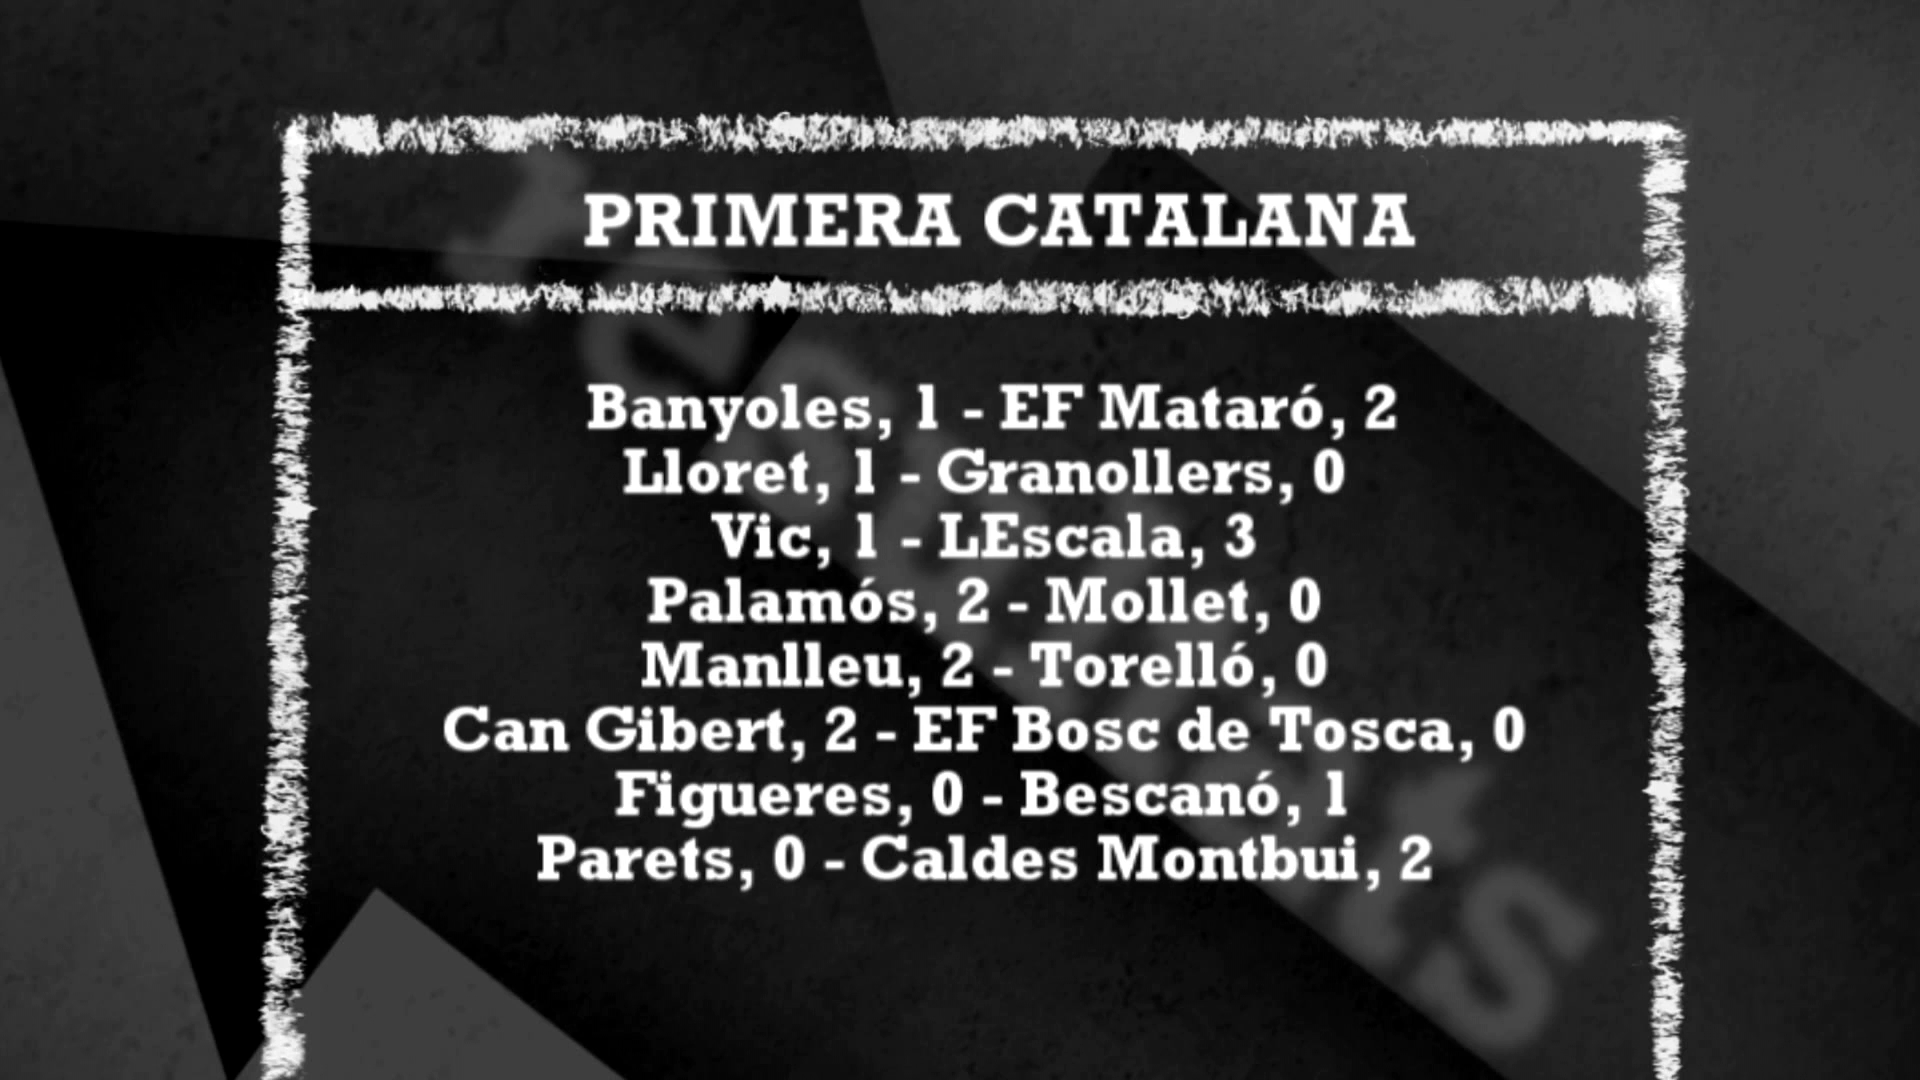 PRIMERA CATALANA
Banyoles, 1 - EF Mataró, 2
Lloret, 1 - Granollers, 0
Vic, 1 - LEscala, 3
Palamós, 2 - Mollet, 0
Manlleu, 2 - Torelló, 0
Can Gibert, 2 - EF Bosc de Tosca, 0
Figueres, 0 - Bescanó, 1
Parets, 0 - Caldes Montbui, 2